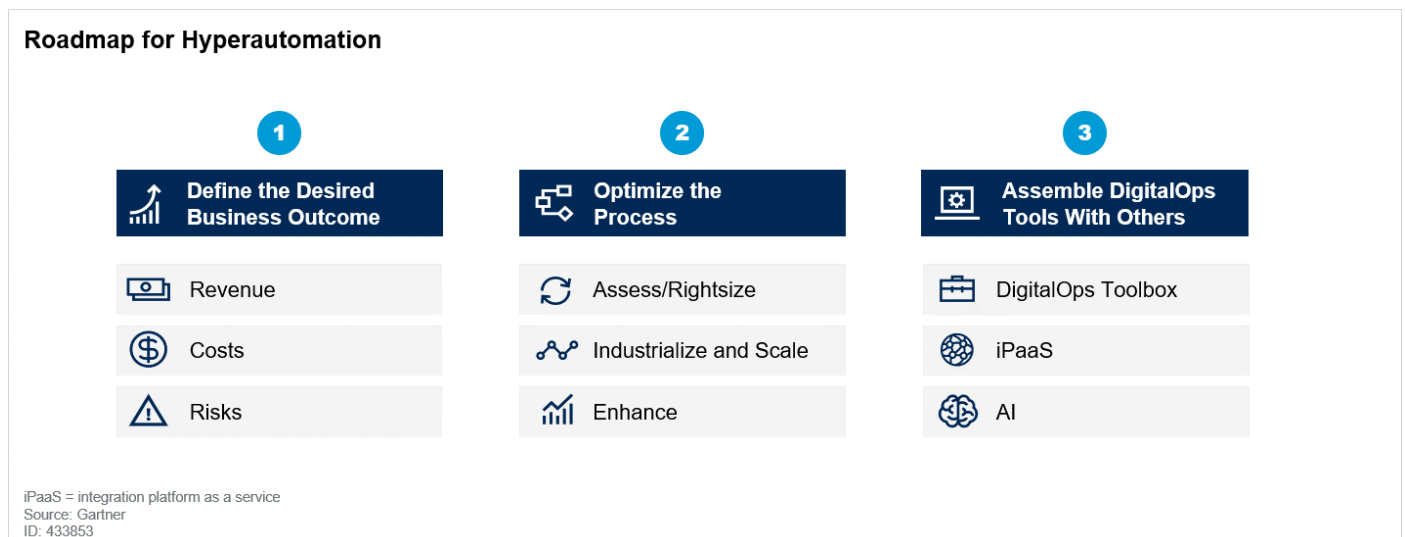 Roadmap for Hyperautomation
1
Define the Desired
Business Outcome
Revenue
Costs
Risks
2
Optimize the
Process
Assess/Rightsize
Industrialize and Scale
Enhance
3
Assemble DigitalOps
Tools With Others
DigitalOps Toolbox
iPaaS
AI
iPaaS = integration platform as a service
Source: Gartner
ID: 433853